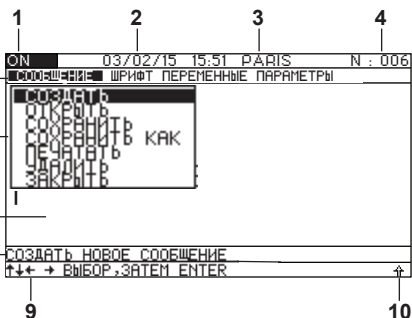 1 2 3 4
ON 03/02/15 15:51 PARIS N : 006
СООБЩЕНИЕ ШРИФТ ПЕРЕМЕННЫЕ ПАРАМЕТРЫ
СОЗДАТЬ
ОТКРЫТЬ
СОХРАНИТЬ
СОХРАНИТЬ КАК
ПЕЧАТАТЬ
УДАЛИТЬ
ЗАКРЫТЬ
СОЗДАТЬ НОВОЕ СООБЩЕНИЕ
↑↓← → ВЫБОР,ЗАТЕМ ENTER
9 10